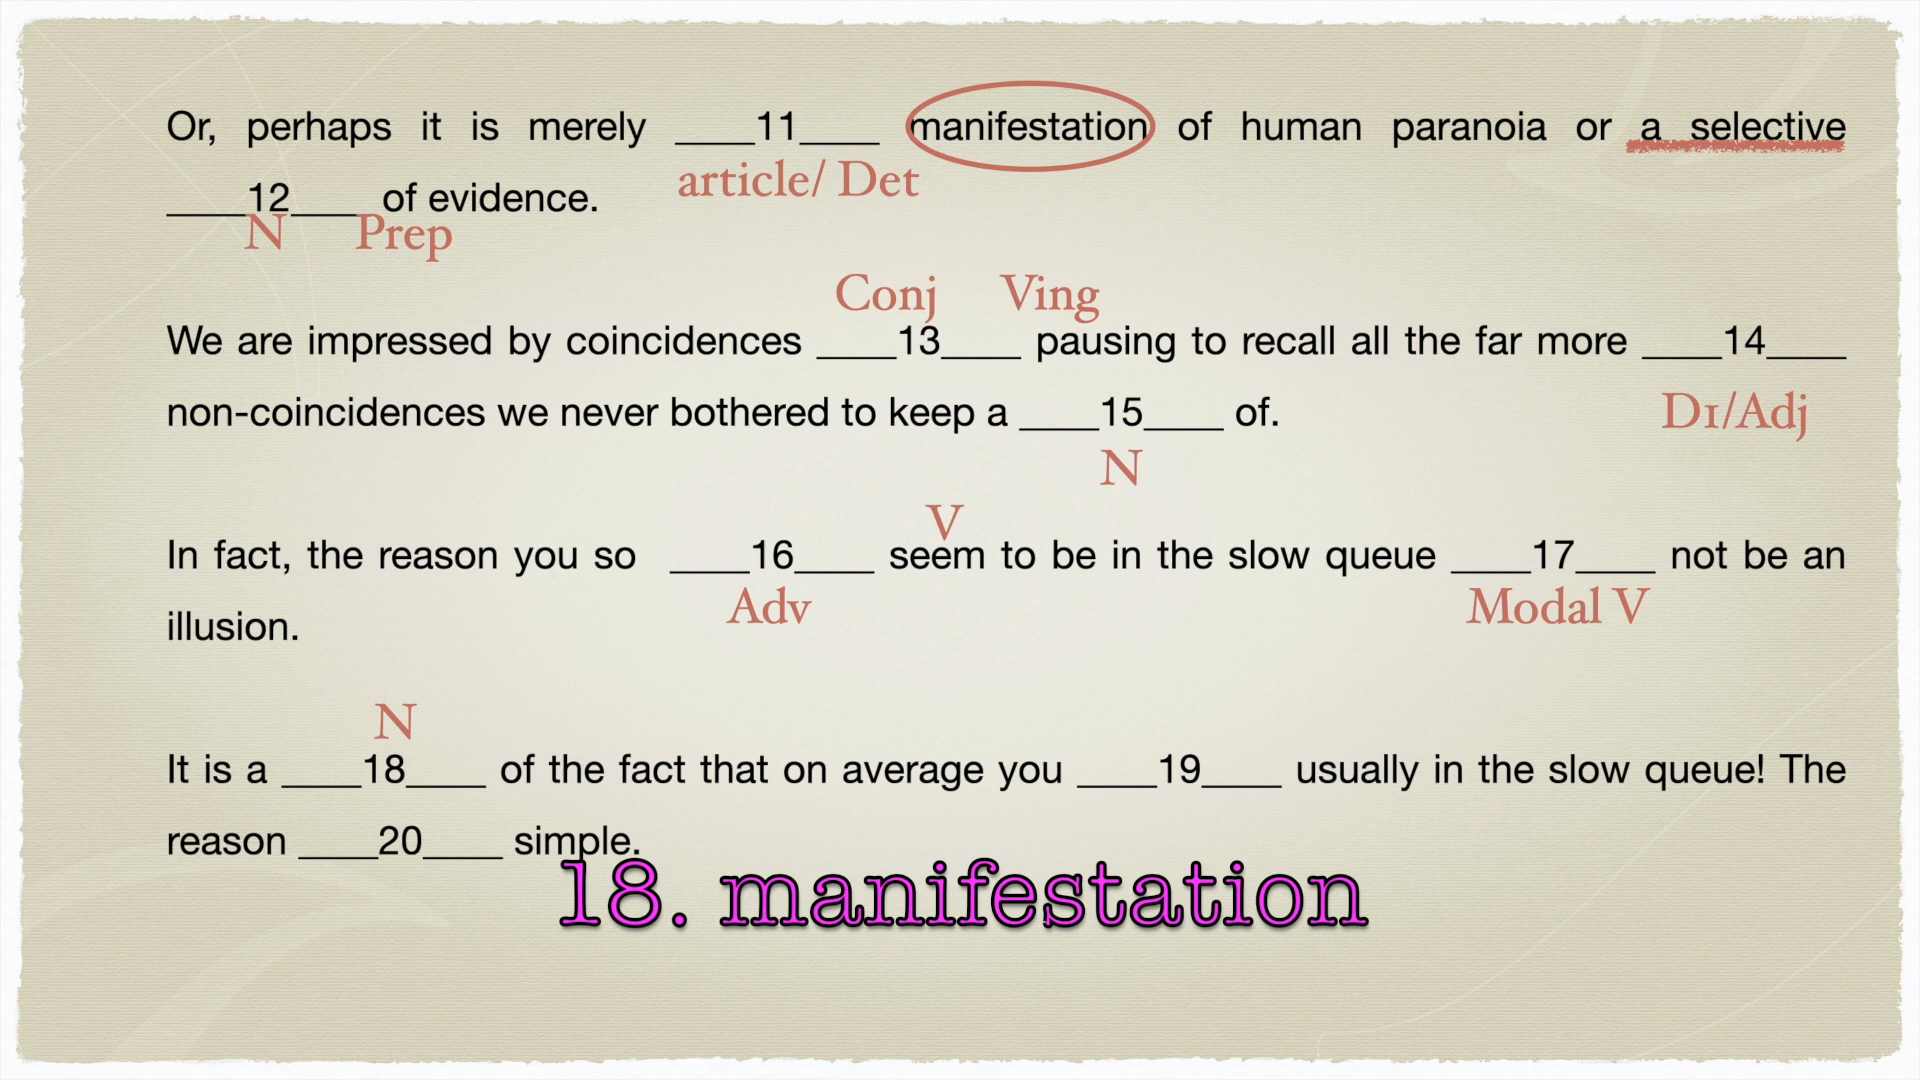 Or, perhaps it is merely ____11____ manifestation of human paranoia or a selective
article/ Det
____12____ of evidence.
N Prep
Conj Ving
We are impressed by coincidences ____13____ pausing to recall all the far more ____14____
D1/Adj
non-coincidences we never bothered to keep a ____15____ of.
N
V
In fact, the reason you so ____16____ seem to be in the slow queue ____17____ not be an
Adv Modal V
illusion.
N
It is a ____18____ of the fact that on average you ____19____ usually in the slow queue! The
reason ____20____ simple.
18. manifestation